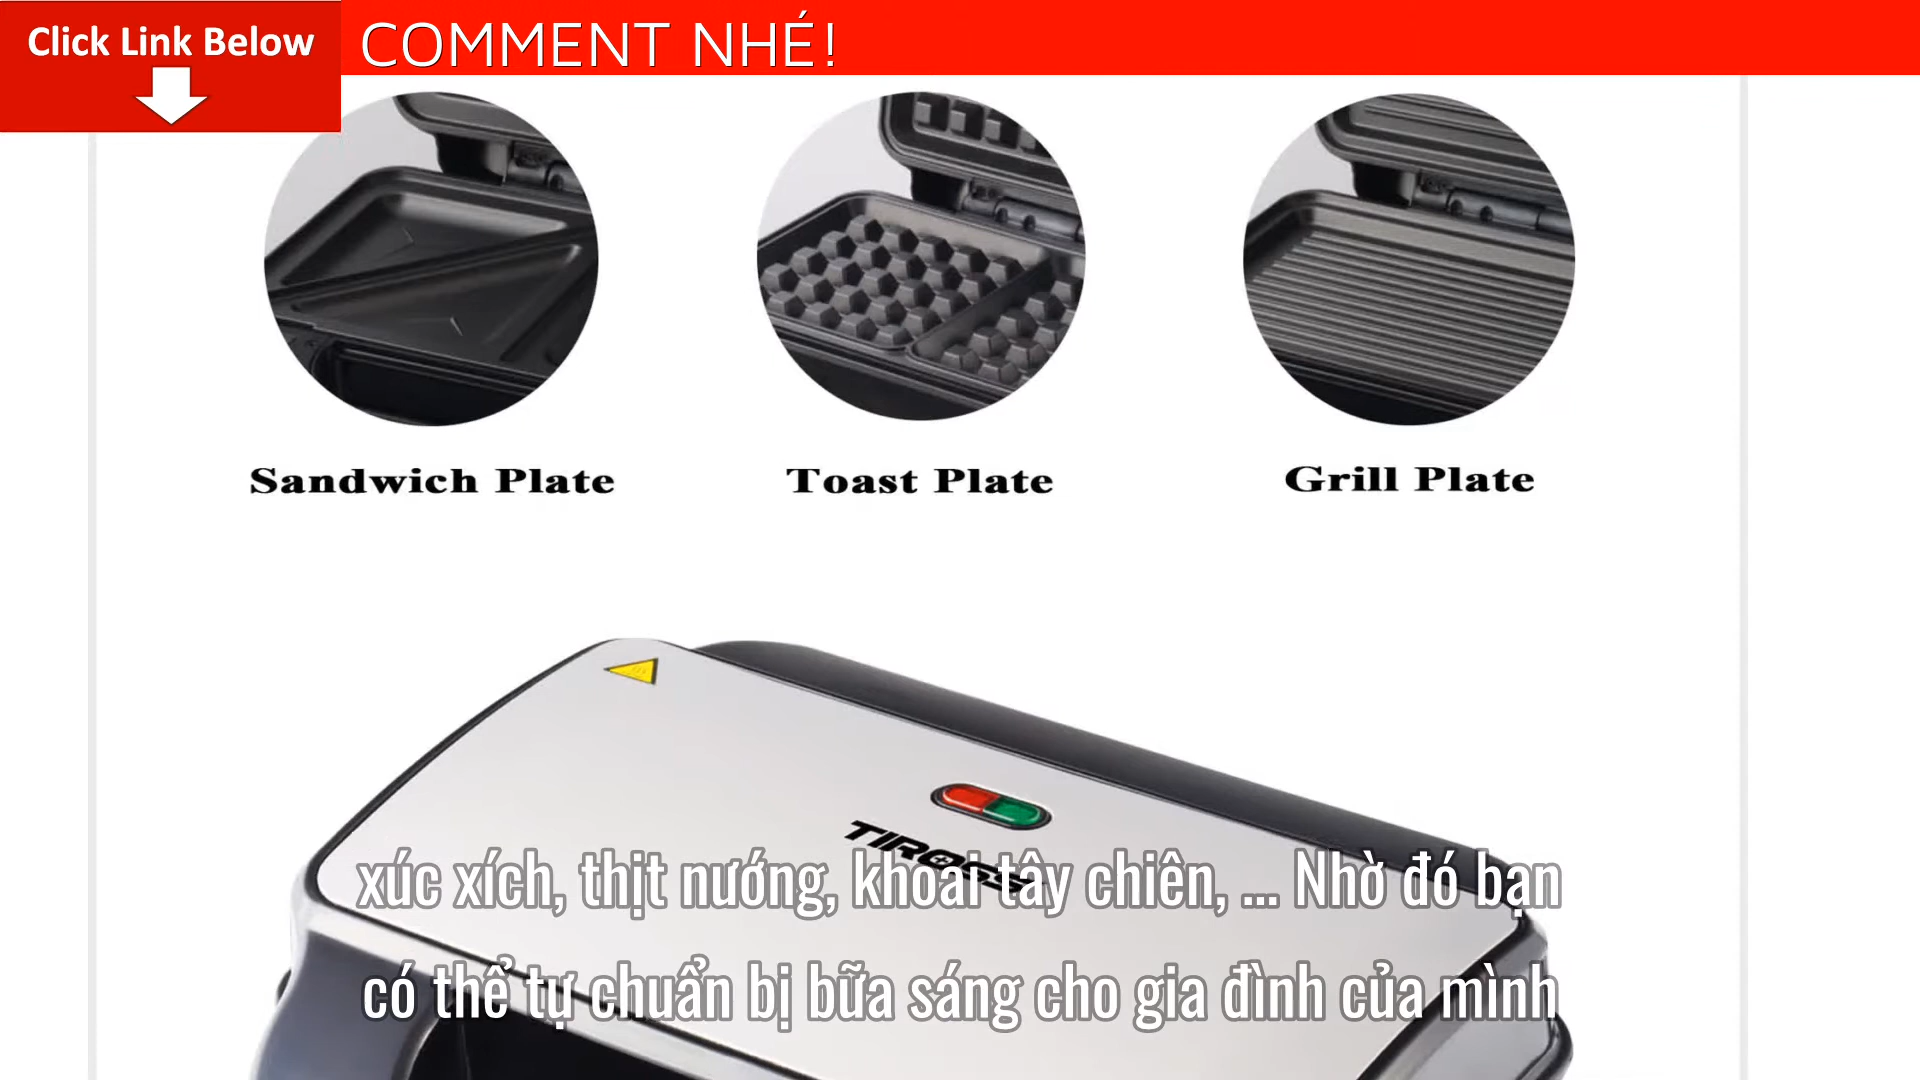 Click Link Below
COMMENT NHÉ!
Sandwich Plate
Toast Plate
Grill Plate
TIROSS
xúc xích, thịt nướng, khoai tây chiên, ... Nhờ đó bạn
có thể tự chuẩn bị bữa sáng cho gia đình của mình